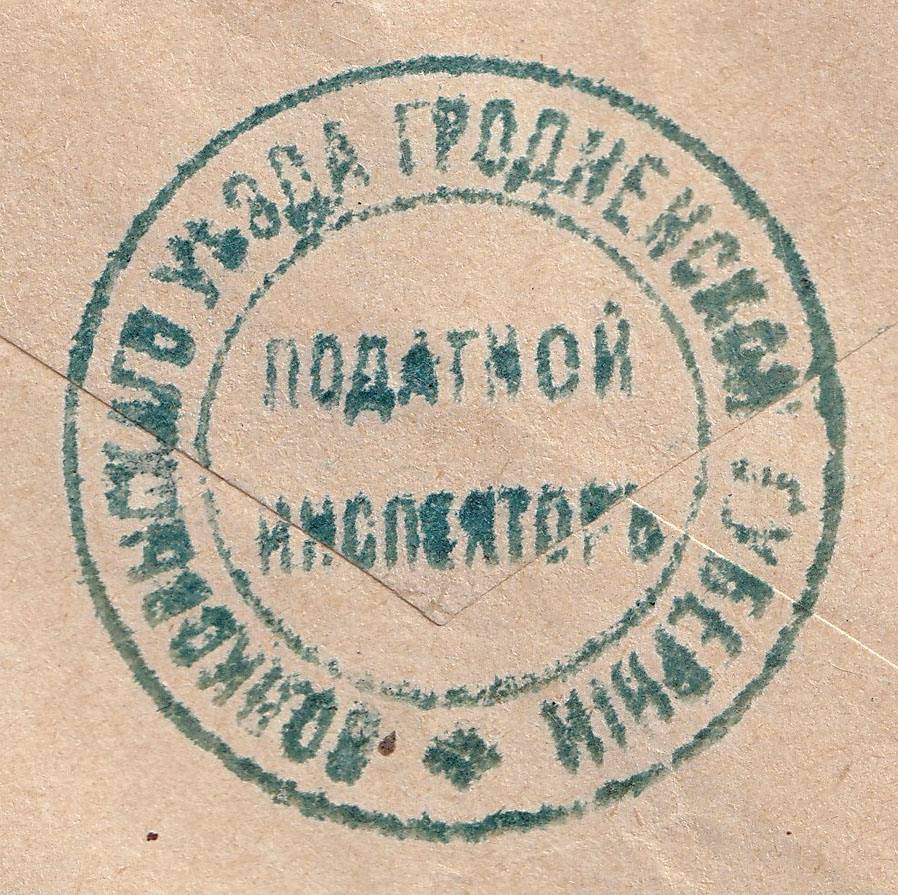 ВОЛКОВЫСКАГО УѢЗДА ГРОДНЕНСКОЙ ГУБЕРНІИ
ПОДАТНОЙ
ИНСПЕКТОРЪ